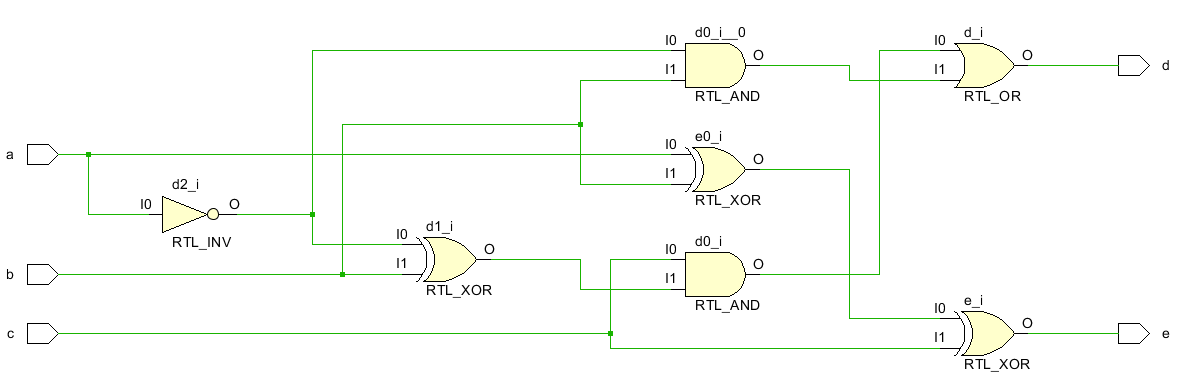 d0_i__0
I0 O
I1
RTL_AND
d_i
I0 O
I1
RTL_OR
d
a
e0_i
I0 O
I1
RTL_XOR
d2_i
I0 O
RTL_INV
d1_i
I0 O
I1
RTL_XOR
b
d0_i
I0 O
I1
RTL_AND
c
e_i
I0 O
I1
RTL_XOR
e